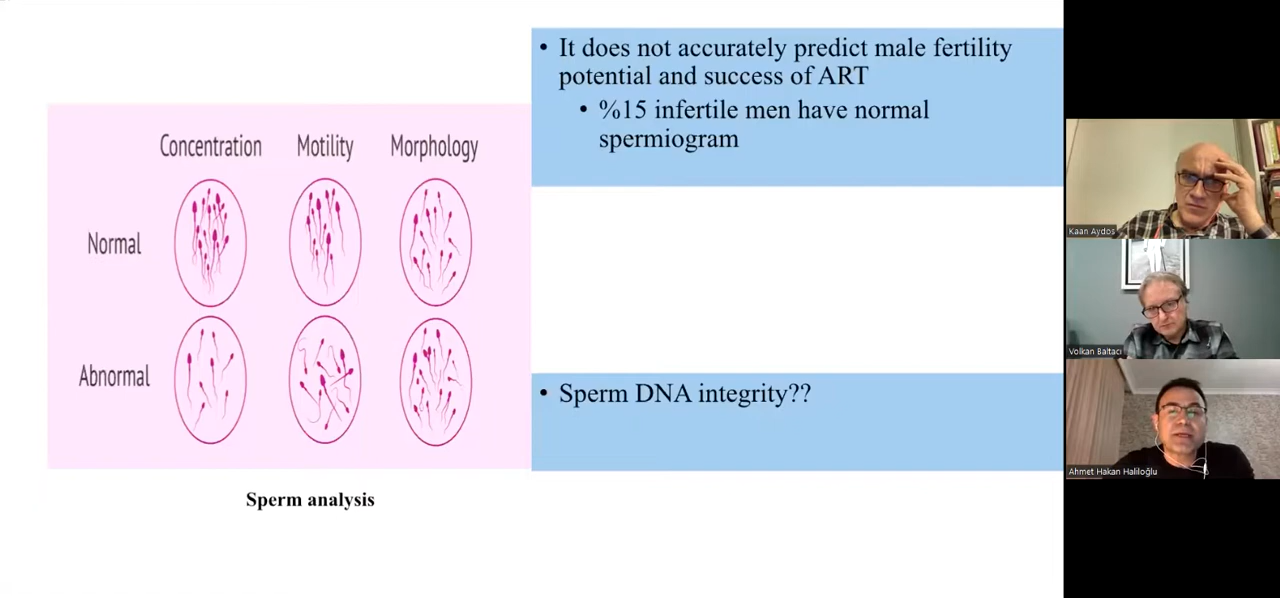 • It does not accurately predict male fertility
potential and success of ART
• %15 infertile men have normal
spermiogram
Concentration Motility Morphology
Normal
Abnormal
• Sperm DNA integrity??
Sperm analysis
Kaan Aydos
Volkan Baltacı
Ahmet Hakan Haliloğlu